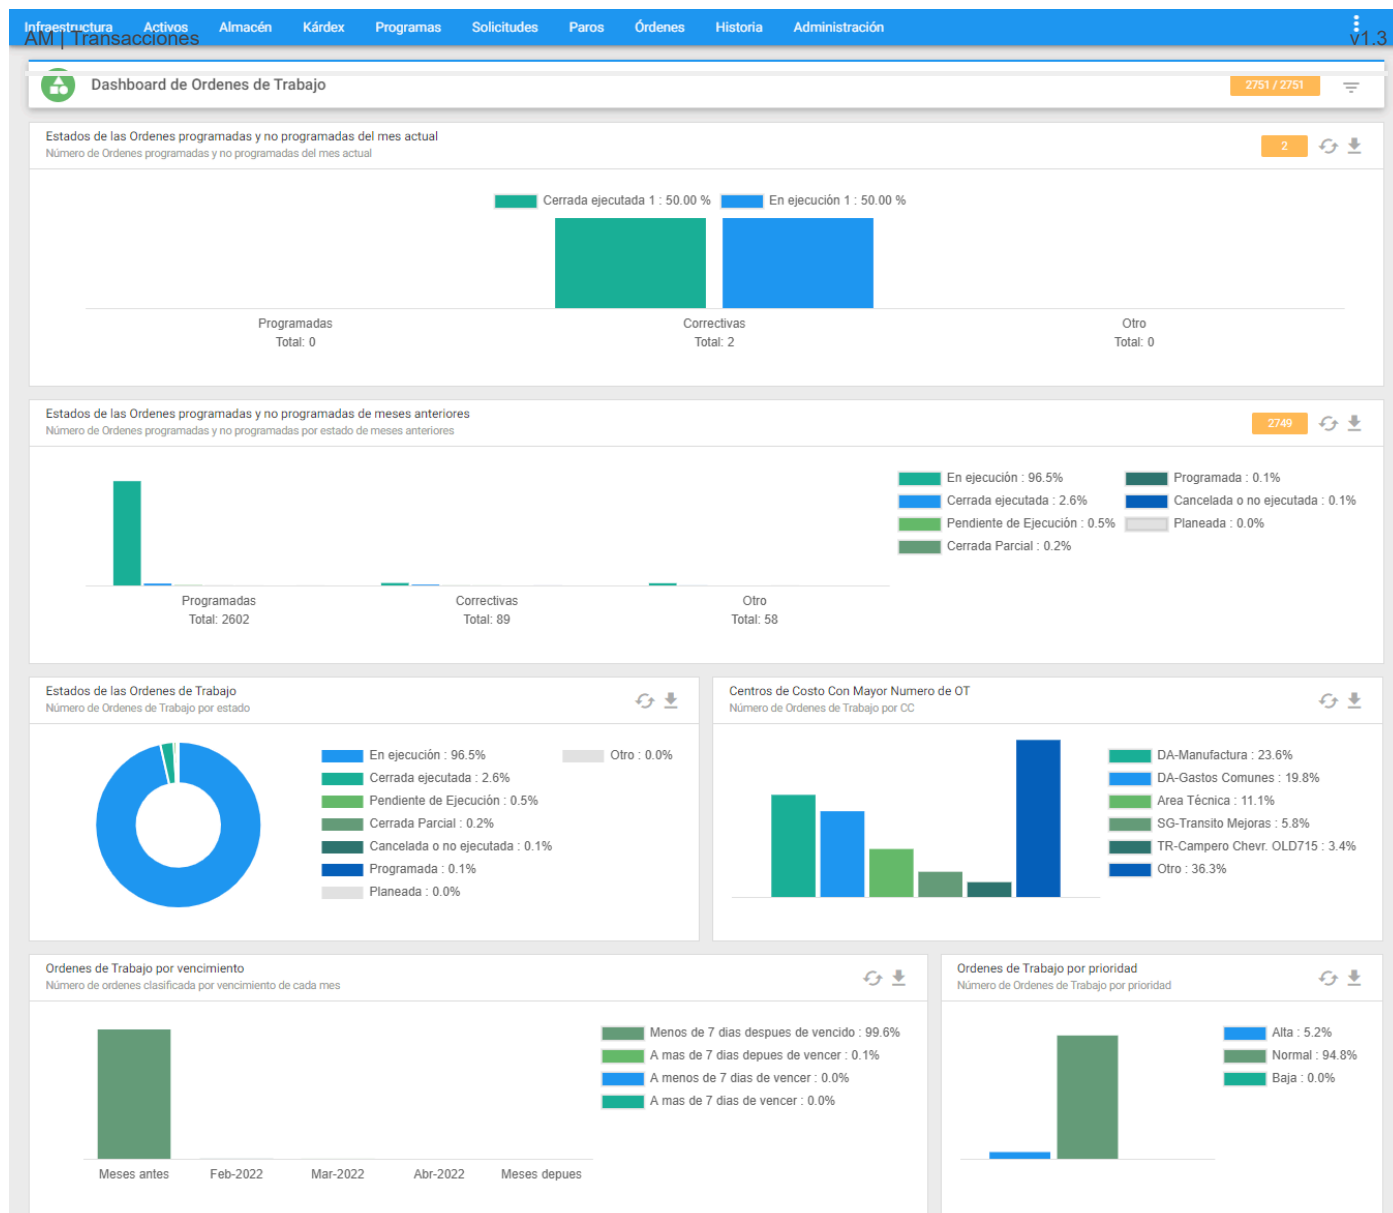 Infraestructura Activos Almacén Kárdex Programas Solicitudes Paros Órdenes Historia Administración
AM | Transacciones v1.3
Dashboard de Ordenes de Trabajo 2751 / 2751
Estados de las Ordenes programadas y no programadas del mes actual
Número de Ordenes programadas y no programadas del mes actual
2
Cerrada ejecutada 1 : 50.00 % En ejecución 1 : 50.00 %
Programadas Correctivas Otro
Total: 0 Total: 2 Total: 0
Estados de las Ordenes programadas y no programadas de meses anteriores
Número de Ordenes programadas y no programadas por estado de meses anteriores
2749
En ejecución : 96.5% Programada : 0.1%
Cerrada ejecutada : 2.6% Cancelada o no ejecutada : 0.1%
Pendiente de Ejecución : 0.5% Planeada : 0.0%
Cerrada Parcial : 0.2%
Programadas Correctivas Otro
Total: 2602 Total: 89 Total: 58
Estados de las Ordenes de Trabajo
Número de Ordenes de Trabajo por estado
En ejecución : 96.5% Otro : 0.0%
Cerrada ejecutada : 2.6%
Pendiente de Ejecución : 0.5%
Cerrada Parcial : 0.2%
Cancelada o no ejecutada : 0.1%
Programada : 0.1%
Planeada : 0.0%
Centros de Costo Con Mayor Numero de OT
Número de Ordenes de Trabajo por CC
DA-Manufactura : 23.6%
DA-Gastos Comunes : 19.8%
Area Técnica : 11.1%
SG-Transito Mejoras : 5.8%
TR-Campero Chevr. OLD715 : 3.4%
Otro : 36.3%
Ordenes de Trabajo por vencimiento
Número de ordenes clasificada por vencimiento de cada mes
Menos de 7 dias despues de vencido : 99.6%
A mas de 7 dias depues de vencer : 0.1%
A menos de 7 dias de vencer : 0.0%
A mas de 7 dias de vencer : 0.0%
Meses antes Feb-2022 Mar-2022 Abr-2022 Meses depues
Ordenes de Trabajo por prioridad
Número de Ordenes de Trabajo por prioridad
Alta : 5.2%
Normal : 94.8%
Baja : 0.0%